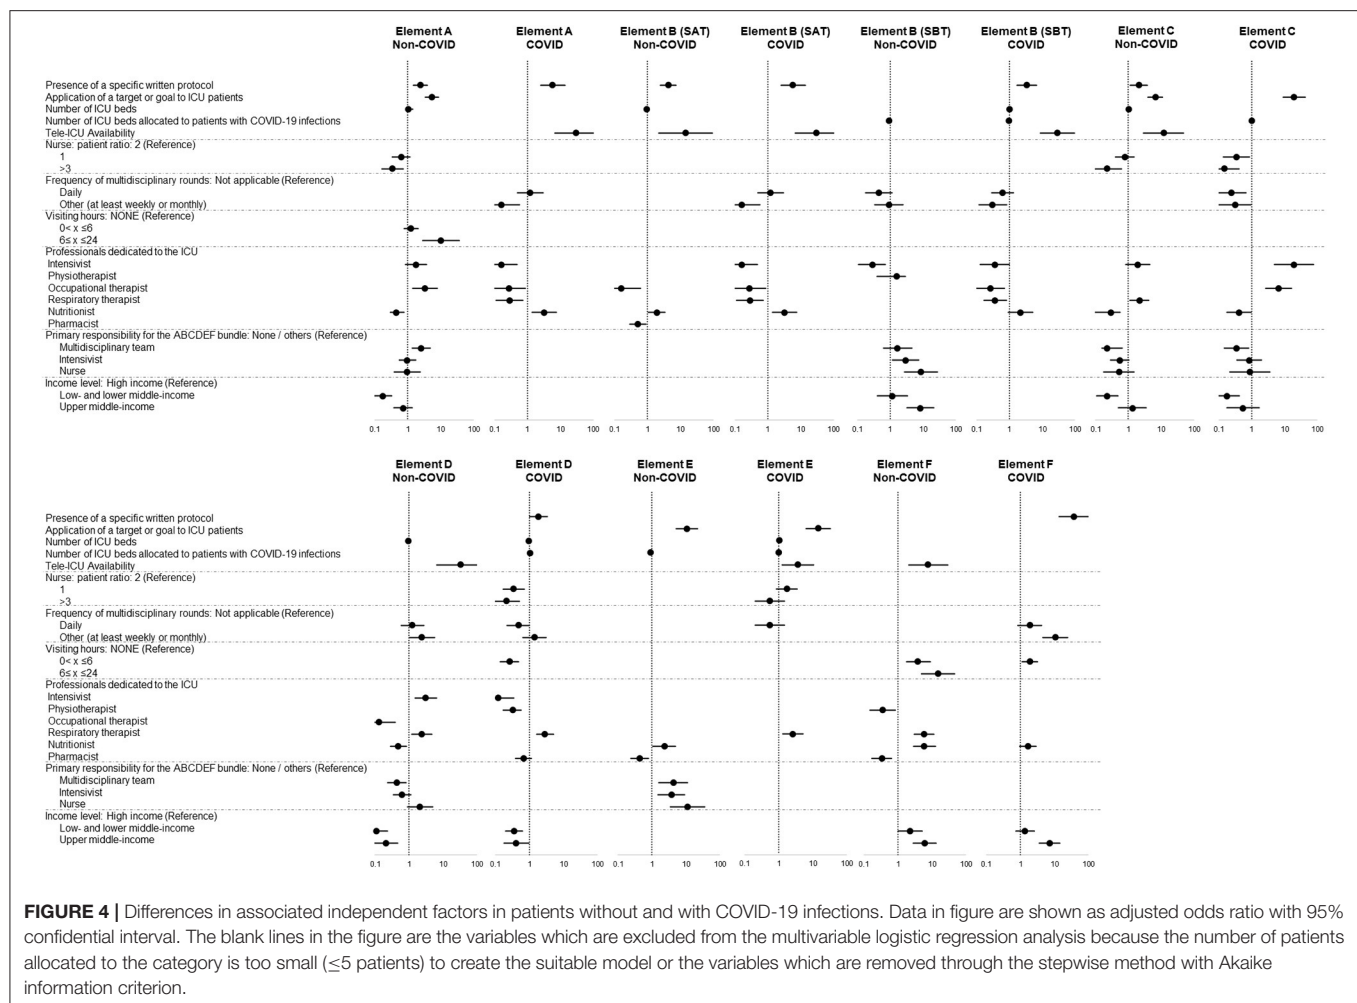 Element A Element A Element B (SAT) Element B (SAT) Element B (SBT) Element B (SBT) Element C Element C
Non-COVID COVID Non-COVID COVID Non-COVID COVID Non-COVID COVID
Presence of a specific written protocol
Application of a target or goal to ICU patients
Number of ICU beds
Number of ICU beds allocated to patients with COVID-19 infections
Tele-ICU Availability
Nurse: patient ratio: 2 (Reference)
1
>3
Frequency of multidisciplinary rounds: Not applicable (Reference)
Daily
Other (at least weekly or monthly)
Visiting hours: NONE (Reference)
0< x ≤6
6≤ x ≤24
Professionals dedicated to the ICU
Intensivist
Physiotherapist
Occupational therapist
Respiratory therapist
Nutritionist
Pharmacist
Primary responsibility for the ABCDEF bundle: None / others (Reference)
Multidisciplinary team
Intensivist
Nurse
Income level: High income (Reference)
Low- and lower middle-income
Upper middle-income
0.1 1 10 100 0.1 1 10 100 0.1 1 10 100 0.1 1 10 100 0.1 1 10 100 0.1 1 10 100 0.1 1 10 100 0.1 1 10 100
Element D Element D Element E Element E Element F Element F
Non-COVID COVID Non-COVID COVID Non-COVID COVID
Presence of a specific written protocol
Application of a target or goal to ICU patients
Number of ICU beds
Number of ICU beds allocated to patients with COVID-19 infections
Tele-ICU Availability
Nurse: patient ratio: 2 (Reference)
1
>3
Frequency of multidisciplinary rounds: Not applicable (Reference)
Daily
Other (at least weekly or monthly)
Visiting hours: NONE (Reference)
0< x ≤6
6≤ x ≤24
Professionals dedicated to the ICU
Intensivist
Physiotherapist
Occupational therapist
Respiratory therapist
Nutritionist
Pharmacist
Primary responsibility for the ABCDEF bundle: None / others (Reference)
Multidisciplinary team
Intensivist
Nurse
Income level: High income (Reference)
Low- and lower middle-income
Upper middle-income
0.1 1 10 100 0.1 1 10 100 0.1 1 10 100 0.1 1 10 100 0.1 1 10 100 0.1 1 10 100
FIGURE 4 | Differences in associated independent factors in patients without and with COVID-19 infections. Data in figure are shown as adjusted odds ratio with 95%
confidential interval. The blank lines in the figure are the variables which are excluded from the multivariable logistic regression analysis because the number of patients
allocated to the category is too small (≤5 patients) to create the suitable model or the variables which are removed through the stepwise method with Akaike
information criterion.